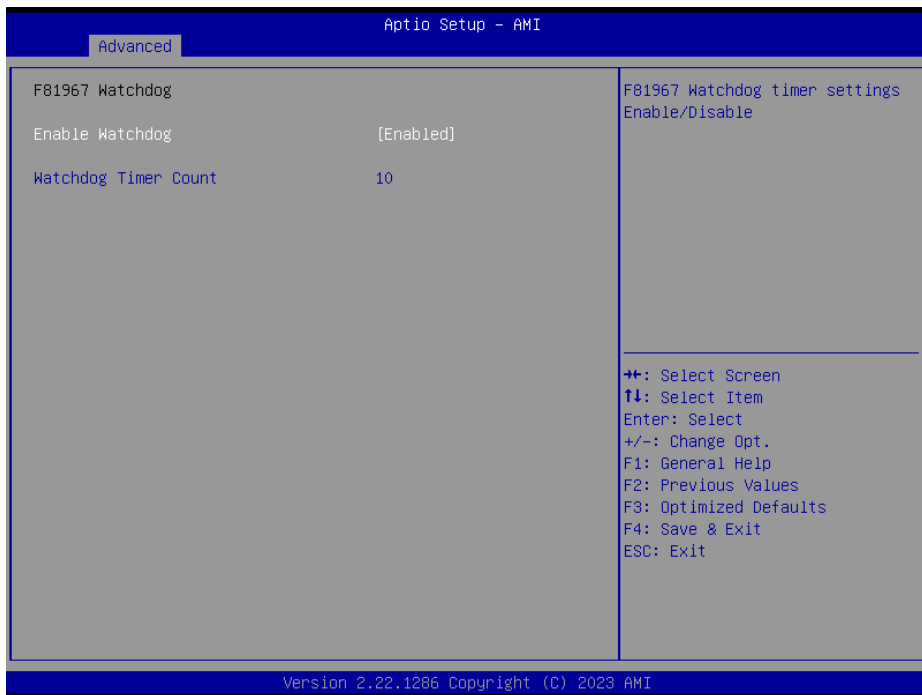 Aptio Setup – AMI
Advanced
F81967 Watchdog
Enable Watchdog [Enabled]
Watchdog Timer Count 10
F81967 Watchdog timer settings
Enable/Disable
→←: Select Screen
↑↓: Select Item
Enter: Select
+/-: Change Opt.
F1: General Help
F2: Previous Values
F3: Optimized Defaults
F4: Save & Exit
ESC: Exit
Version 2.22.1286 Copyright (C) 2023 AMI